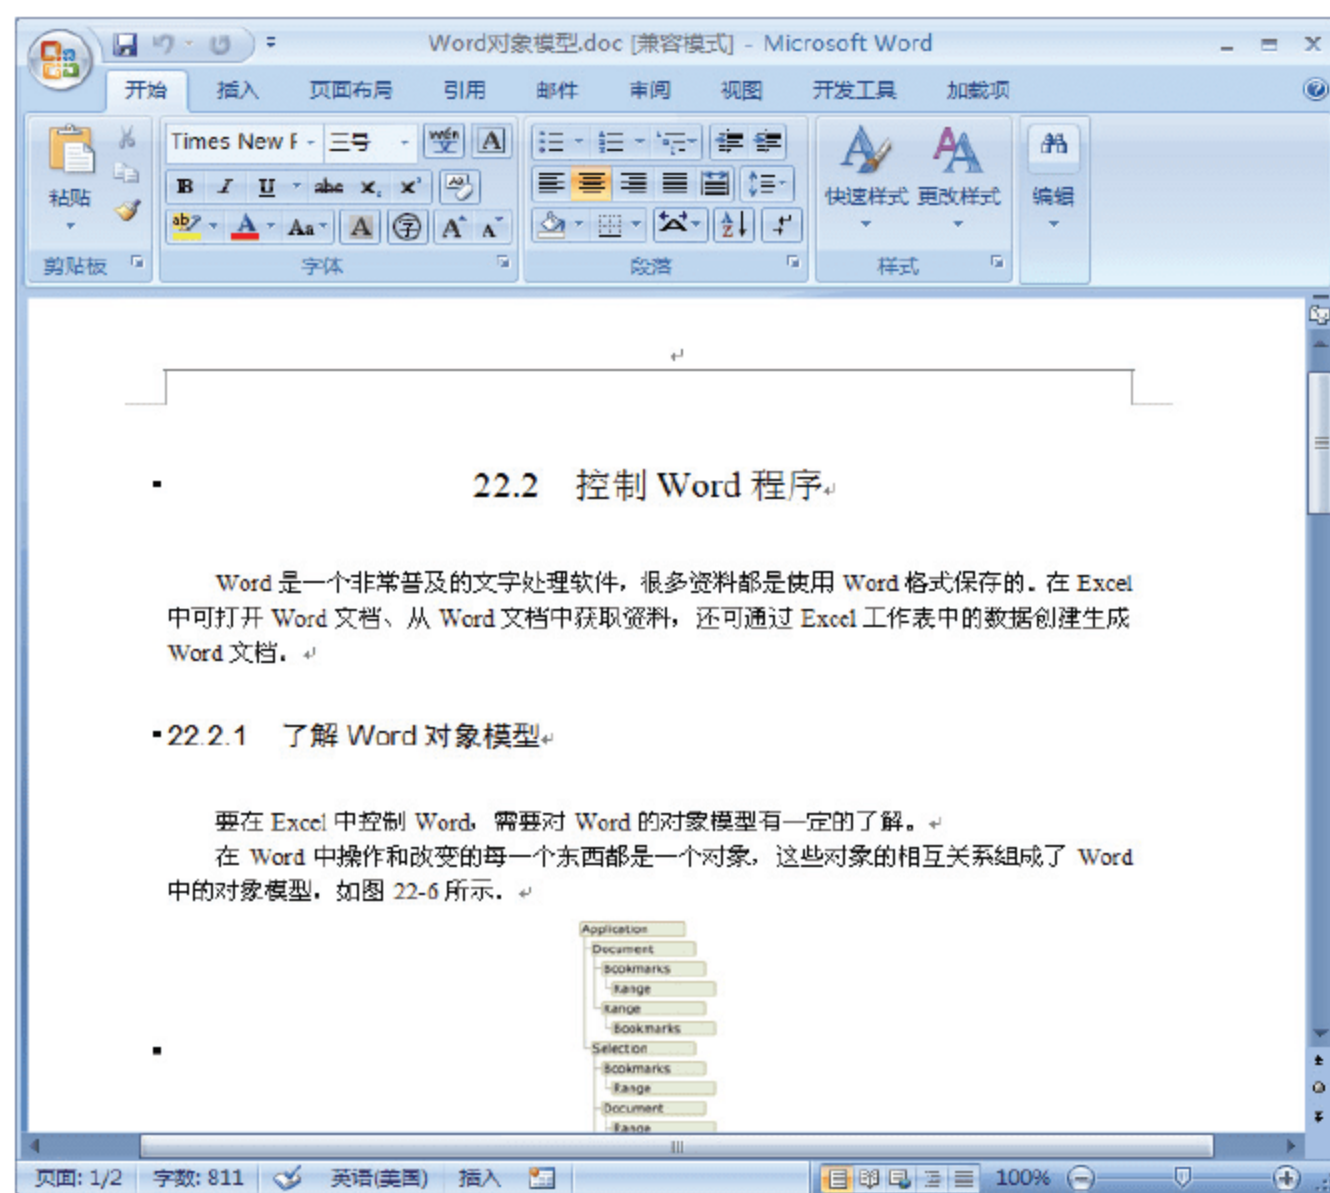 Word对象模型.doc [兼容模式] - Microsoft Word
开始 插入 页面布局 引用 邮件 审阅 视图 开发工具 加载项
Times New F 三号 wén 文 A
粘贴 B I U abc x₂ x² Aa A 字 A A 快速样式 更改样式 编辑
剪贴板 字体 段落 样式
22.2 控制 Word 程序
Word 是一个非常普及的文字处理软件，很多资料都是使用 Word 格式保存的。在 Excel
中可打开 Word 文档、从 Word 文档中获取资料，还可通过 Excel 工作表中的数据创建生成
Word 文档。
22.2.1 了解 Word 对象模型
要在 Excel 中控制 Word，需要对 Word 的对象模型有一定的了解。
在 Word 中操作和改变的每一个东西都是一个对象，这些对象的相互关系组成了 Word
中的对象模型，如图 22-6 所示。
Application
Document
Bookmarks
Range
Range
Bookmarks
Selection
Bookmarks
Range
Document
Range
页面: 1/2 字数: 811 英语(美国) 插入 100%